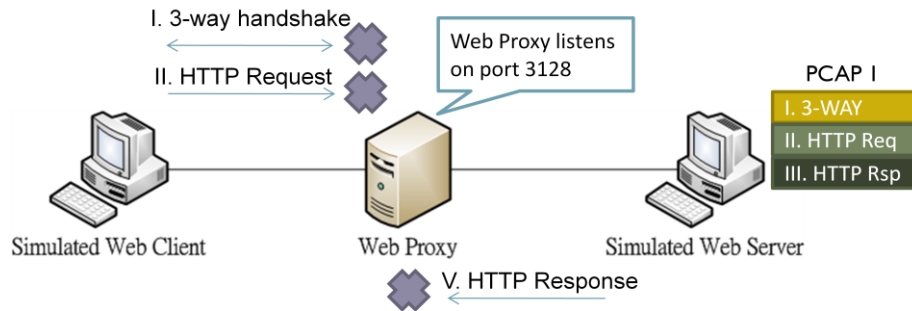 I. 3-way handshake
II. HTTP Request
Web Proxy listens
on port 3128
PCAP I
I. 3-WAY
II. HTTP Req
III. HTTP Rsp
Simulated Web Client
Web Proxy
Simulated Web Server
V. HTTP Response